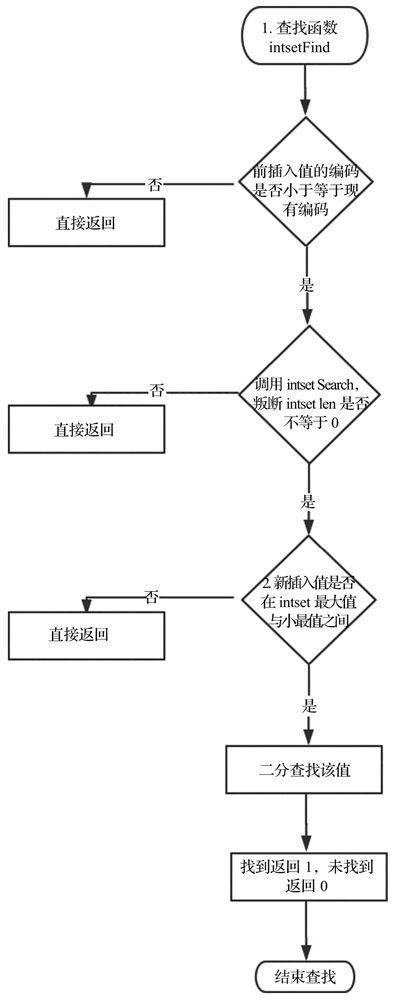 1. 查找函数
intsetFind
前插入值的编码
是否小于等于现
有编码
否
直接返回
是
调用 intset Search，
叛断 intset len 是否
不等于 0
否
直接返回
是
2. 新插入值是否
在 intset 最大值
与小最值之间
否
直接返回
是
二分查找该值
找到返回 1，未找到
返回 0
结束查找